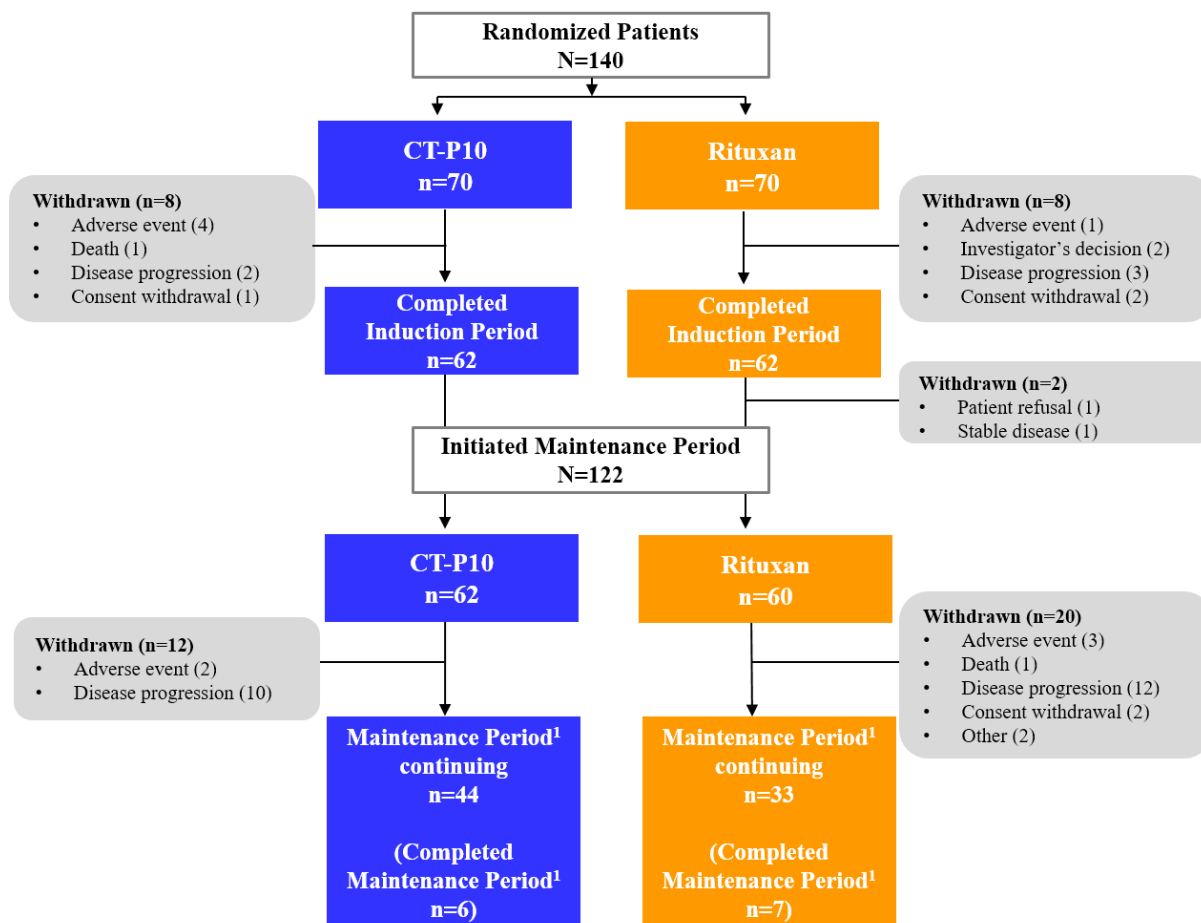 Randomized Patients
N=140
CT-P10
n=70
Rituxan
n=70
Withdrawn (n=8)
• Adverse event (4)
• Death (1)
• Disease progression (2)
• Consent withdrawal (1)
Withdrawn (n=8)
• Adverse event (1)
• Investigator’s decision (2)
• Disease progression (3)
• Consent withdrawal (2)
Completed
Induction Period
n=62
Completed
Induction Period
n=62
Withdrawn (n=2)
• Patient refusal (1)
• Stable disease (1)
Initiated Maintenance Period
N=122
CT-P10
n=62
Rituxan
n=60
Withdrawn (n=12)
• Adverse event (2)
• Disease progression (10)
Withdrawn (n=20)
• Adverse event (3)
• Death (1)
• Disease progression (12)
• Consent withdrawal (2)
• Other (2)
Maintenance Period¹
continuing
n=44
(Completed
Maintenance Period¹
n=6)
Maintenance Period¹
continuing
n=33
(Completed
Maintenance Period¹
n=7)